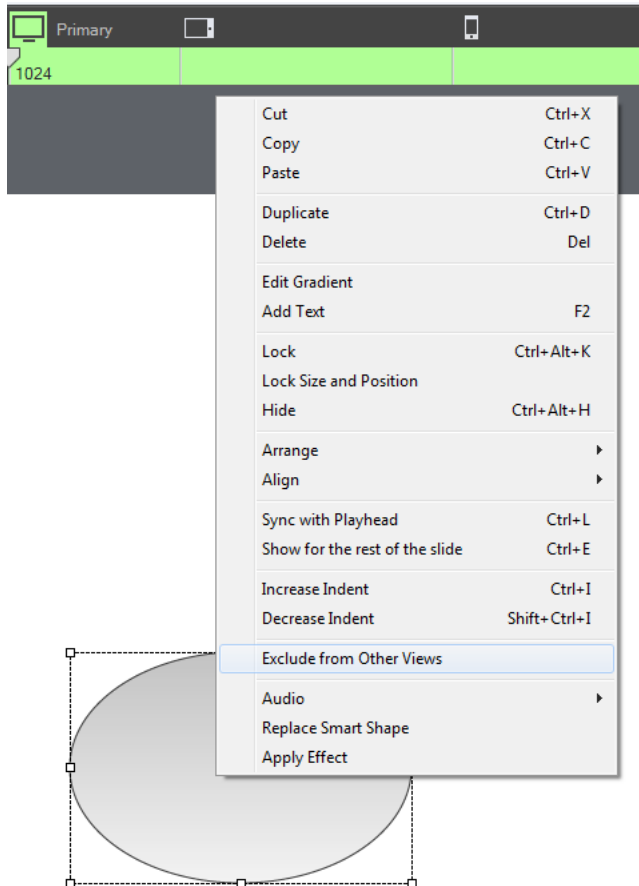 Primary
1024
Cut Ctrl+X
Copy Ctrl+C
Paste Ctrl+V
Duplicate Ctrl+D
Delete Del
Edit Gradient
Add Text F2
Lock Ctrl+Alt+K
Lock Size and Position
Hide Ctrl+Alt+H
Arrange
Align
Sync with Playhead Ctrl+L
Show for the rest of the slide Ctrl+E
Increase Indent Ctrl+I
Decrease Indent Shift+Ctrl+I
Exclude from Other Views
Audio
Replace Smart Shape
Apply Effect